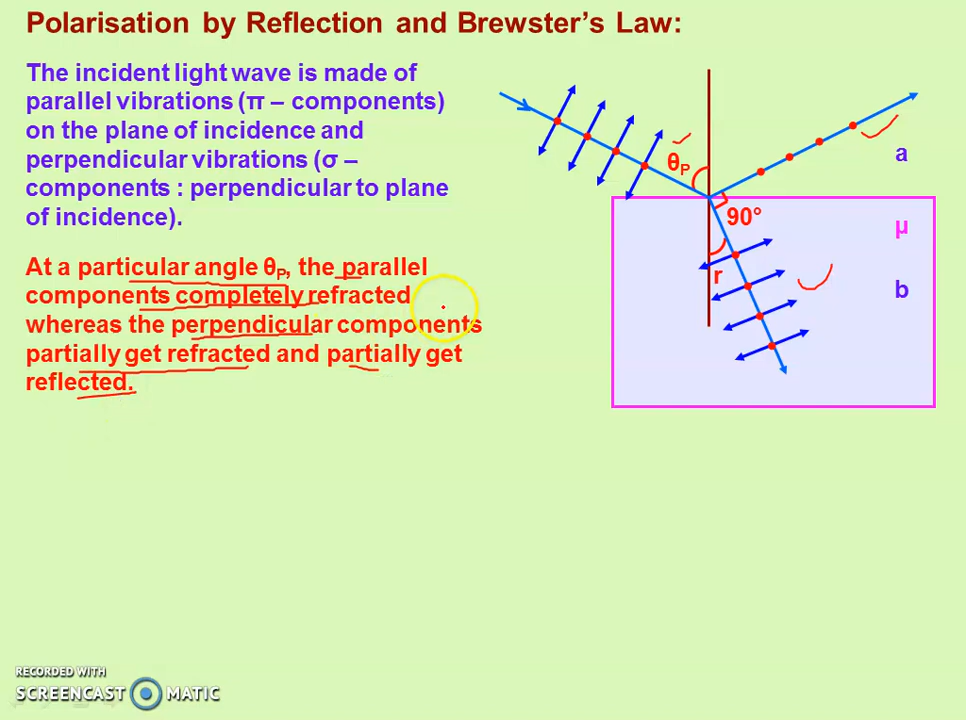 Polarisation by Reflection and Brewster’s Law:
The incident light wave is made of
parallel vibrations (π – components)
on the plane of incidence and
perpendicular vibrations (σ –
components : perpendicular to plane
of incidence).
At a particular angle θP, the parallel
components completely refracted
whereas the perpendicular components
partially get refracted and partially get
reflected.
θP
a
90°
μ
r
b
RECORDED WITH
SCREENCAST MATIC